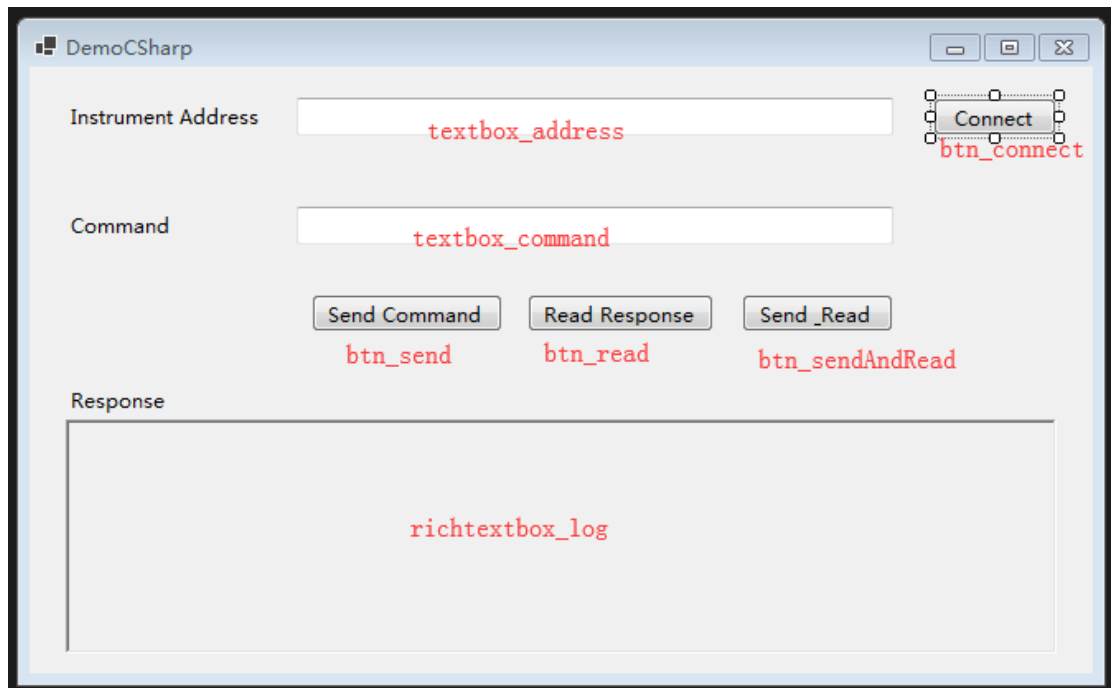 DemoCSharp
Instrument Address
textbox_address
Connect
btn_connect
Command
textbox_command
Send Command
Read Response
Send _Read
btn_send
btn_read
btn_sendAndRead
Response
richtextbox_log